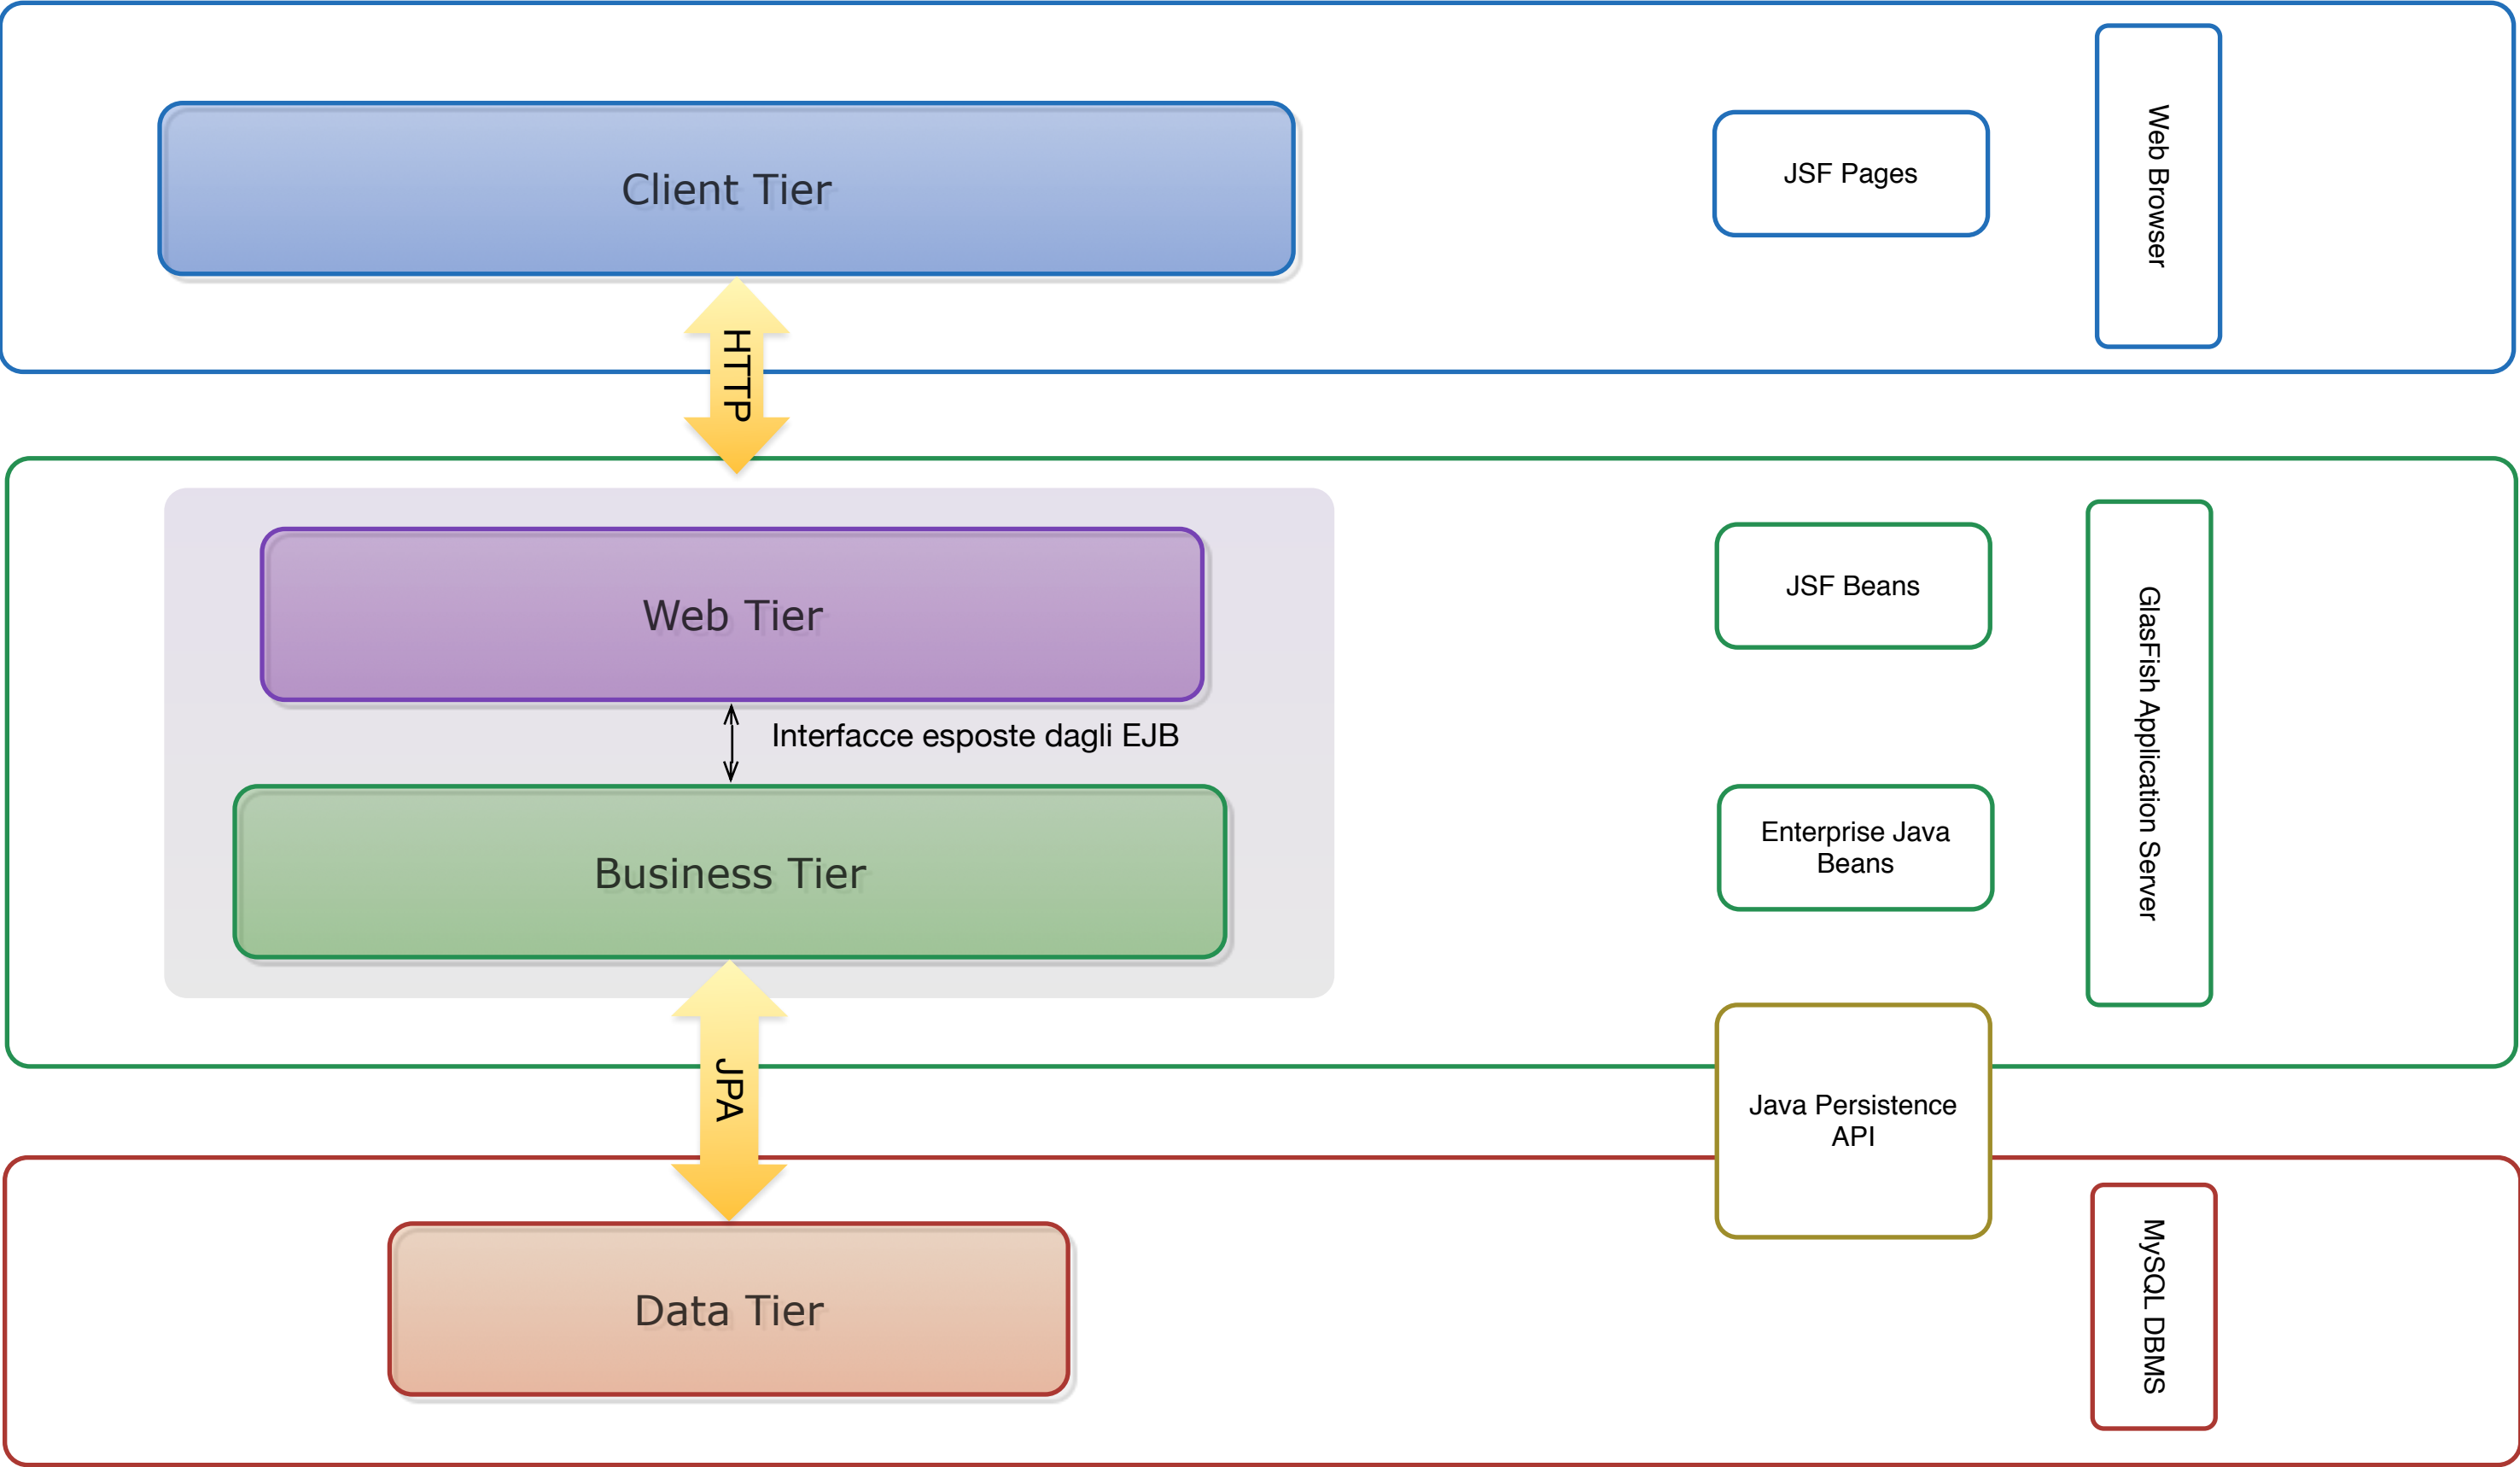 Client Tier
JSF Pages
Web Browser
HTTP
Web Tier
JSF Beans
GlasFish Application Server
Interfacce esposte dagli EJB
Business Tier
Enterprise Java
Beans
JPA
Java Persistence
API
Data Tier
MySQL DBMS